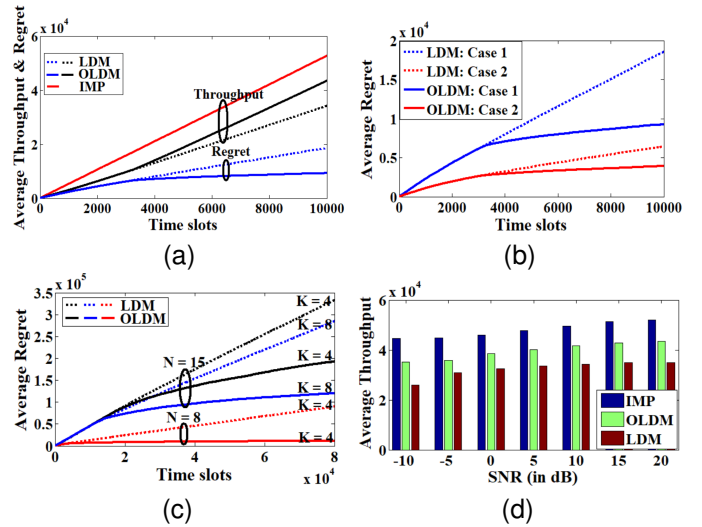 x 10^4
Average Throughput & Regret
6
4
2
0
0 2000 4000 6000 8000 10000
Time slots
LDM
OLDM
IMP
Throughput
Regret
(a)
x 10^4
Average Regret
2
1.5
1
0.5
0
0 2000 4000 6000 8000 10000
Time slots
LDM: Case 1
LDM: Case 2
OLDM: Case 1
OLDM: Case 2
(b)
x 10^5
Average Regret
3.5
3
2.5
2
1.5
1
0.5
0
0 2 4 6 8
Time slots
x 10^4
LDM
OLDM
K = 4
K = 8
N = 15
K = 4
K = 8
N = 8
K = 4
K = 4
(c)
x 10^4
Average Throughput
6
4
2
0
-10 -5 0 5 10 15 20
SNR (in dB)
IMP
OLDM
LDM
(d)